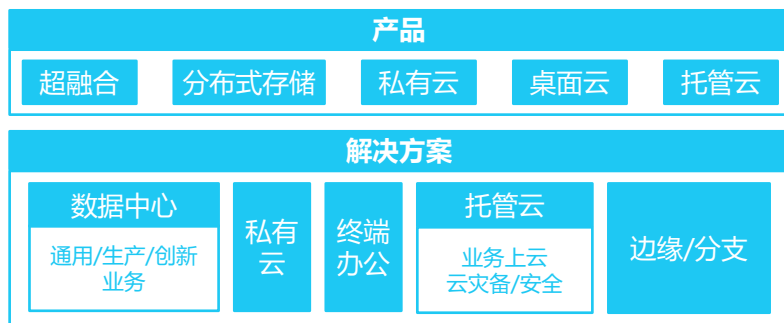 产品
超融合
分布式存储
私有云
桌面云
托管云
解决方案
数据中心
通用/生产/创新
业务
私有
云
终端
办公
托管云
业务上云
云灾备/安全
边缘/分支